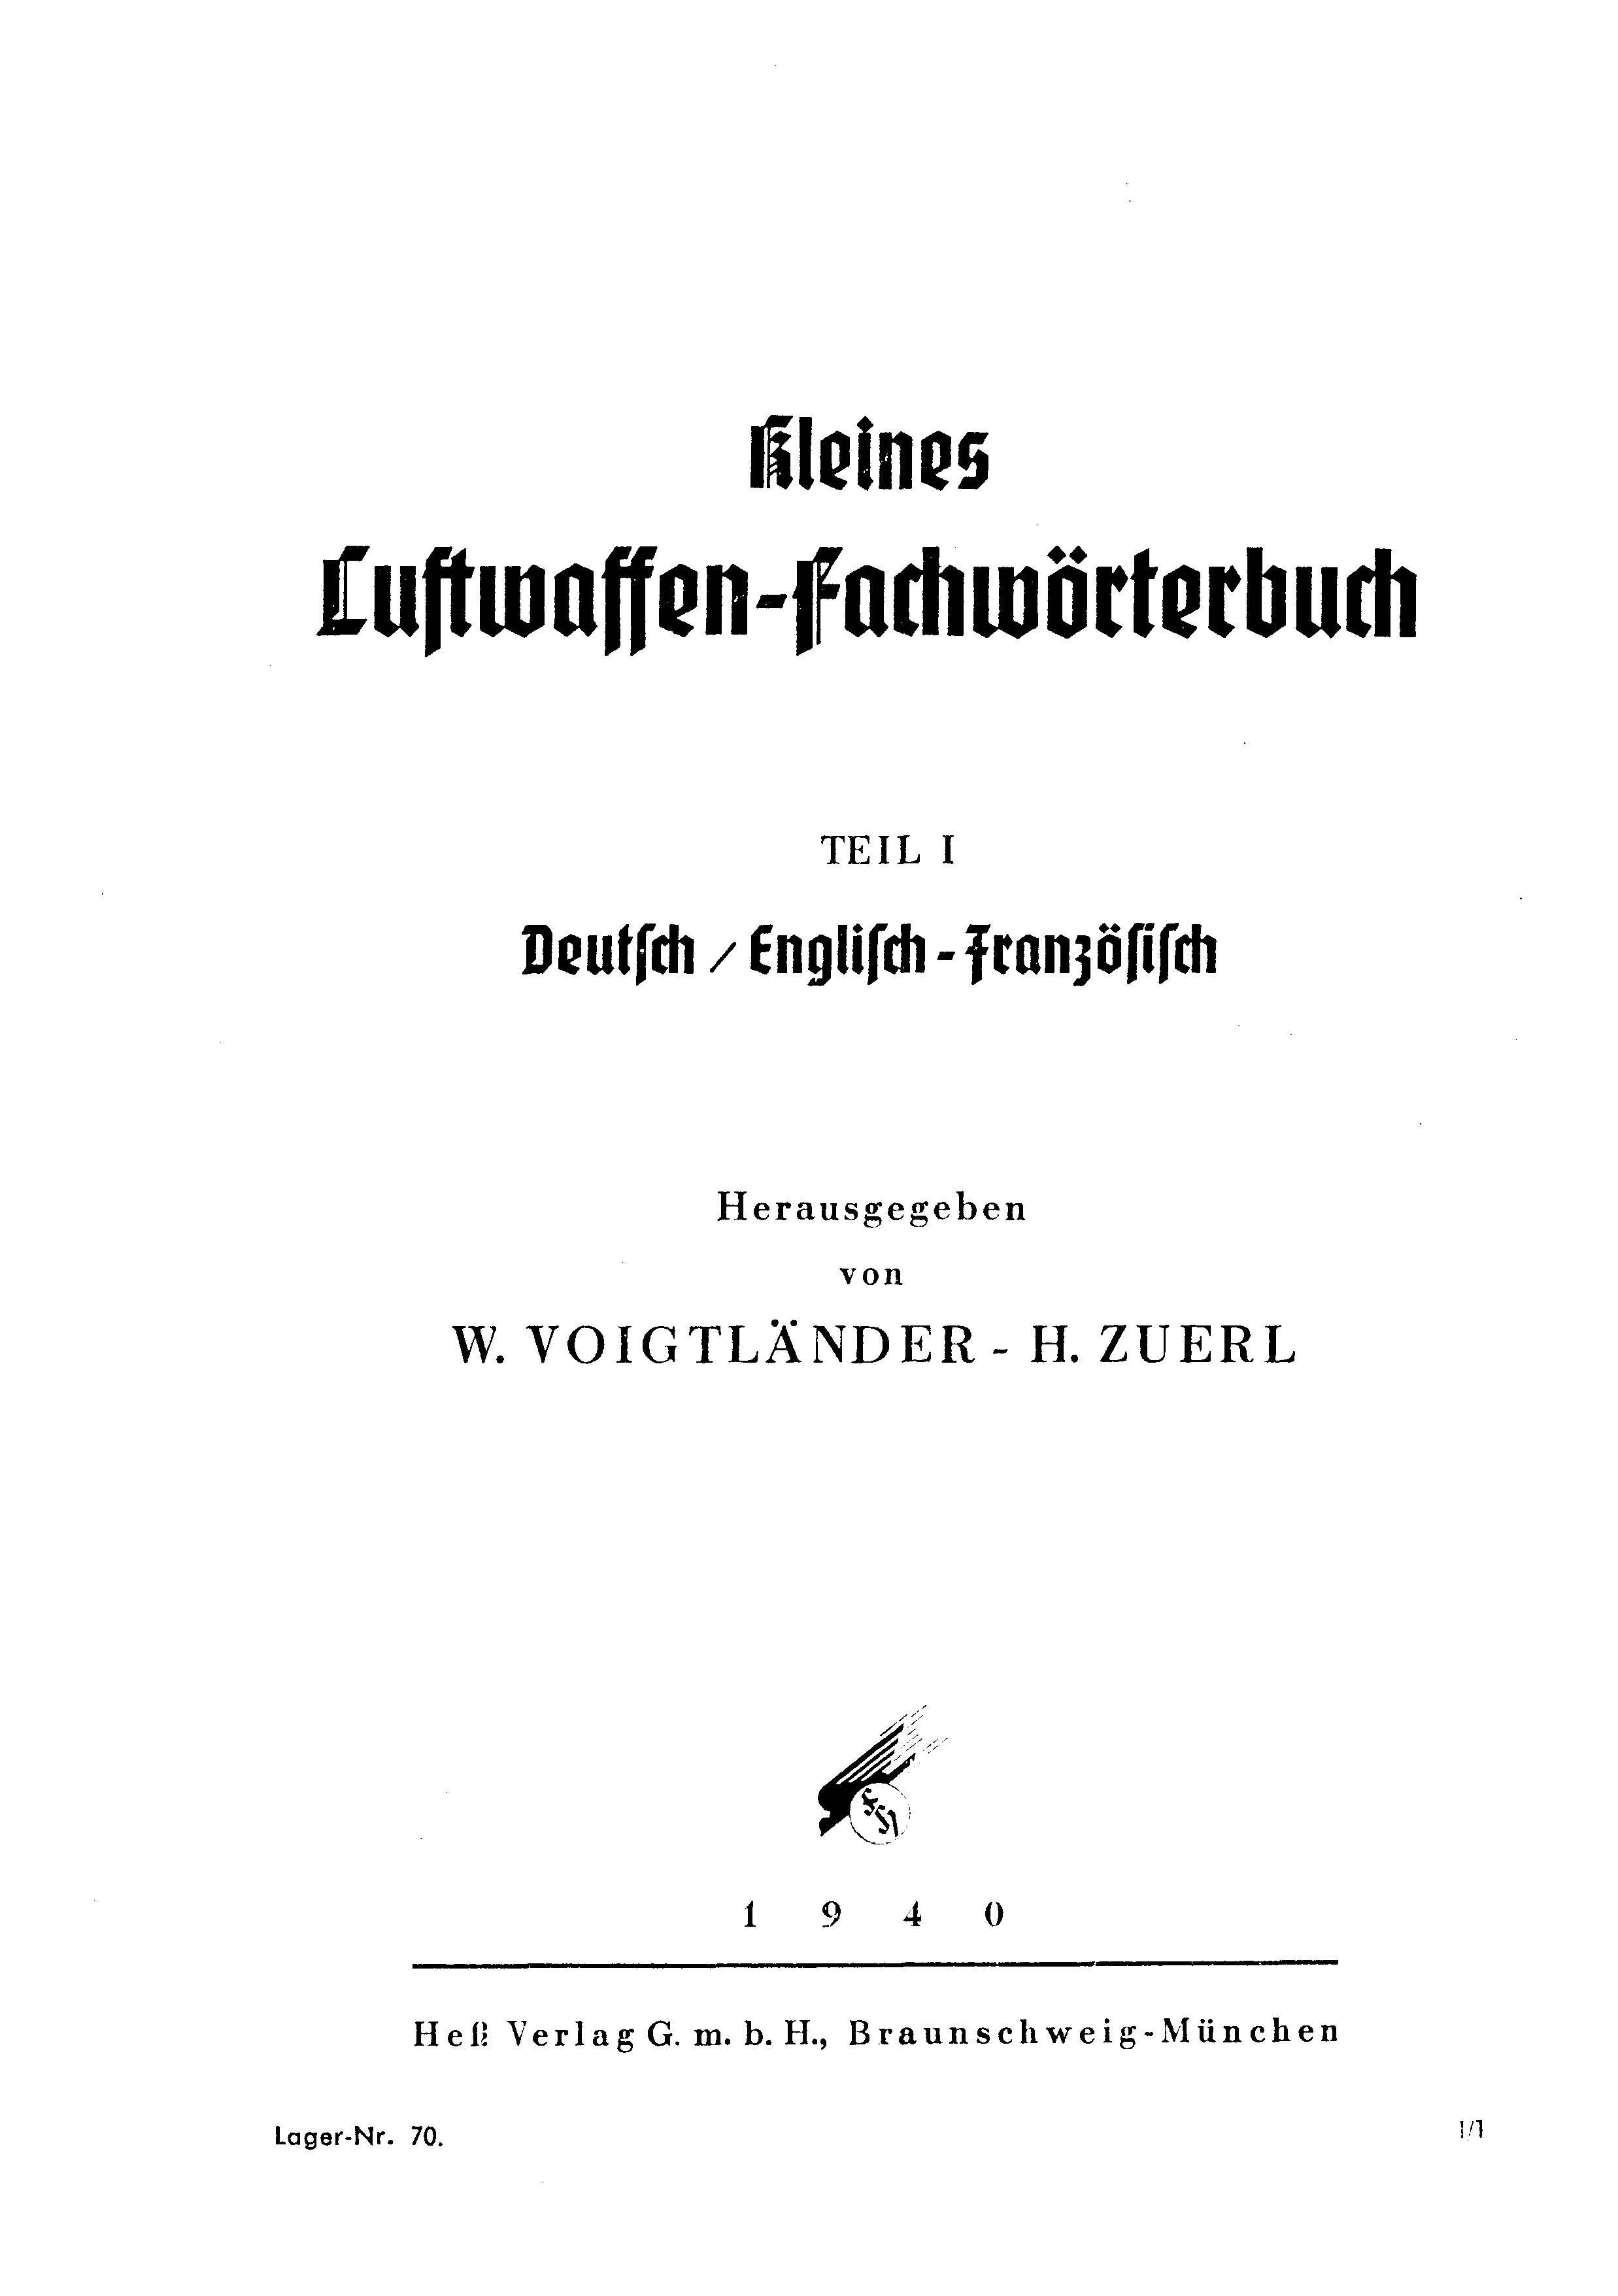 Kleines
Luftwaffen-Fachwörterbuch
TEIL I
Deutſch / Engliſch - Franzöſiſch
Herausgegeben
von
W. VOIGTLÄNDER - H. ZUERL
1 9 4 0
Heß Verlag G. m. b. H., Braunschweig-München
Lager-Nr. 70.
I/1